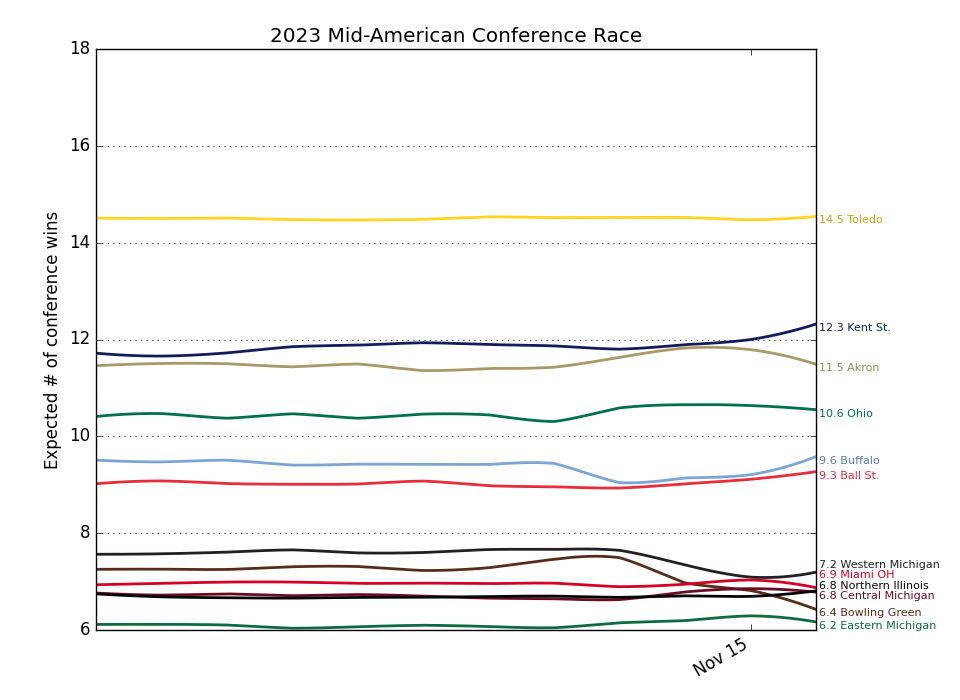 2023 Mid-American Conference Race
Expected # of conference wins
18
16
14
12
10
8
6
Nov 15
14.5 Toledo
12.3 Kent St.
11.5 Akron
10.6 Ohio
9.6 Buffalo
9.3 Ball St.
7.2 Western Michigan
6.9 Miami OH
6.8 Northern Illinois
6.8 Central Michigan
6.4 Bowling Green
6.2 Eastern Michigan